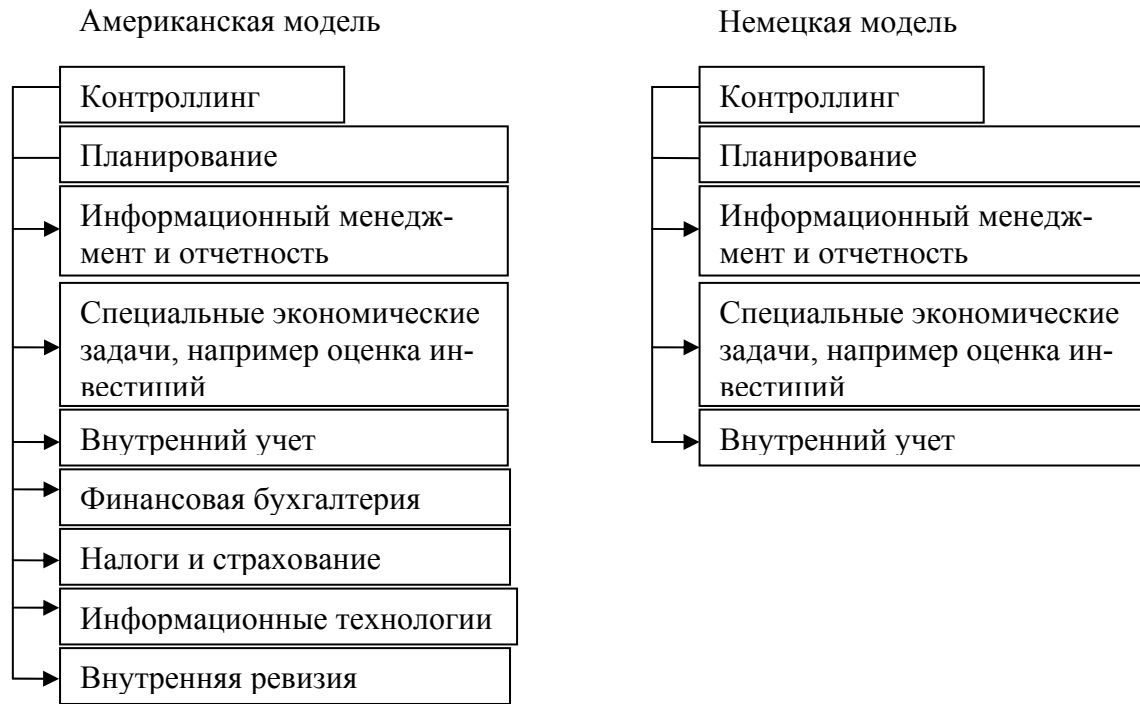 Американская модель
Контроллинг
Планирование
Информационный менедж-
мент и отчетность
Специальные экономические
задачи, например оценка ин-
вестиций
Внутренний учет
Финансовая бухгалтерия
Налоги и страхование
Информационные технологии
Внутренняя ревизия
Немецкая модель
Контроллинг
Планирование
Информационный менедж-
мент и отчетность
Специальные экономические
задачи, например оценка ин-
вестиций
Внутренний учет